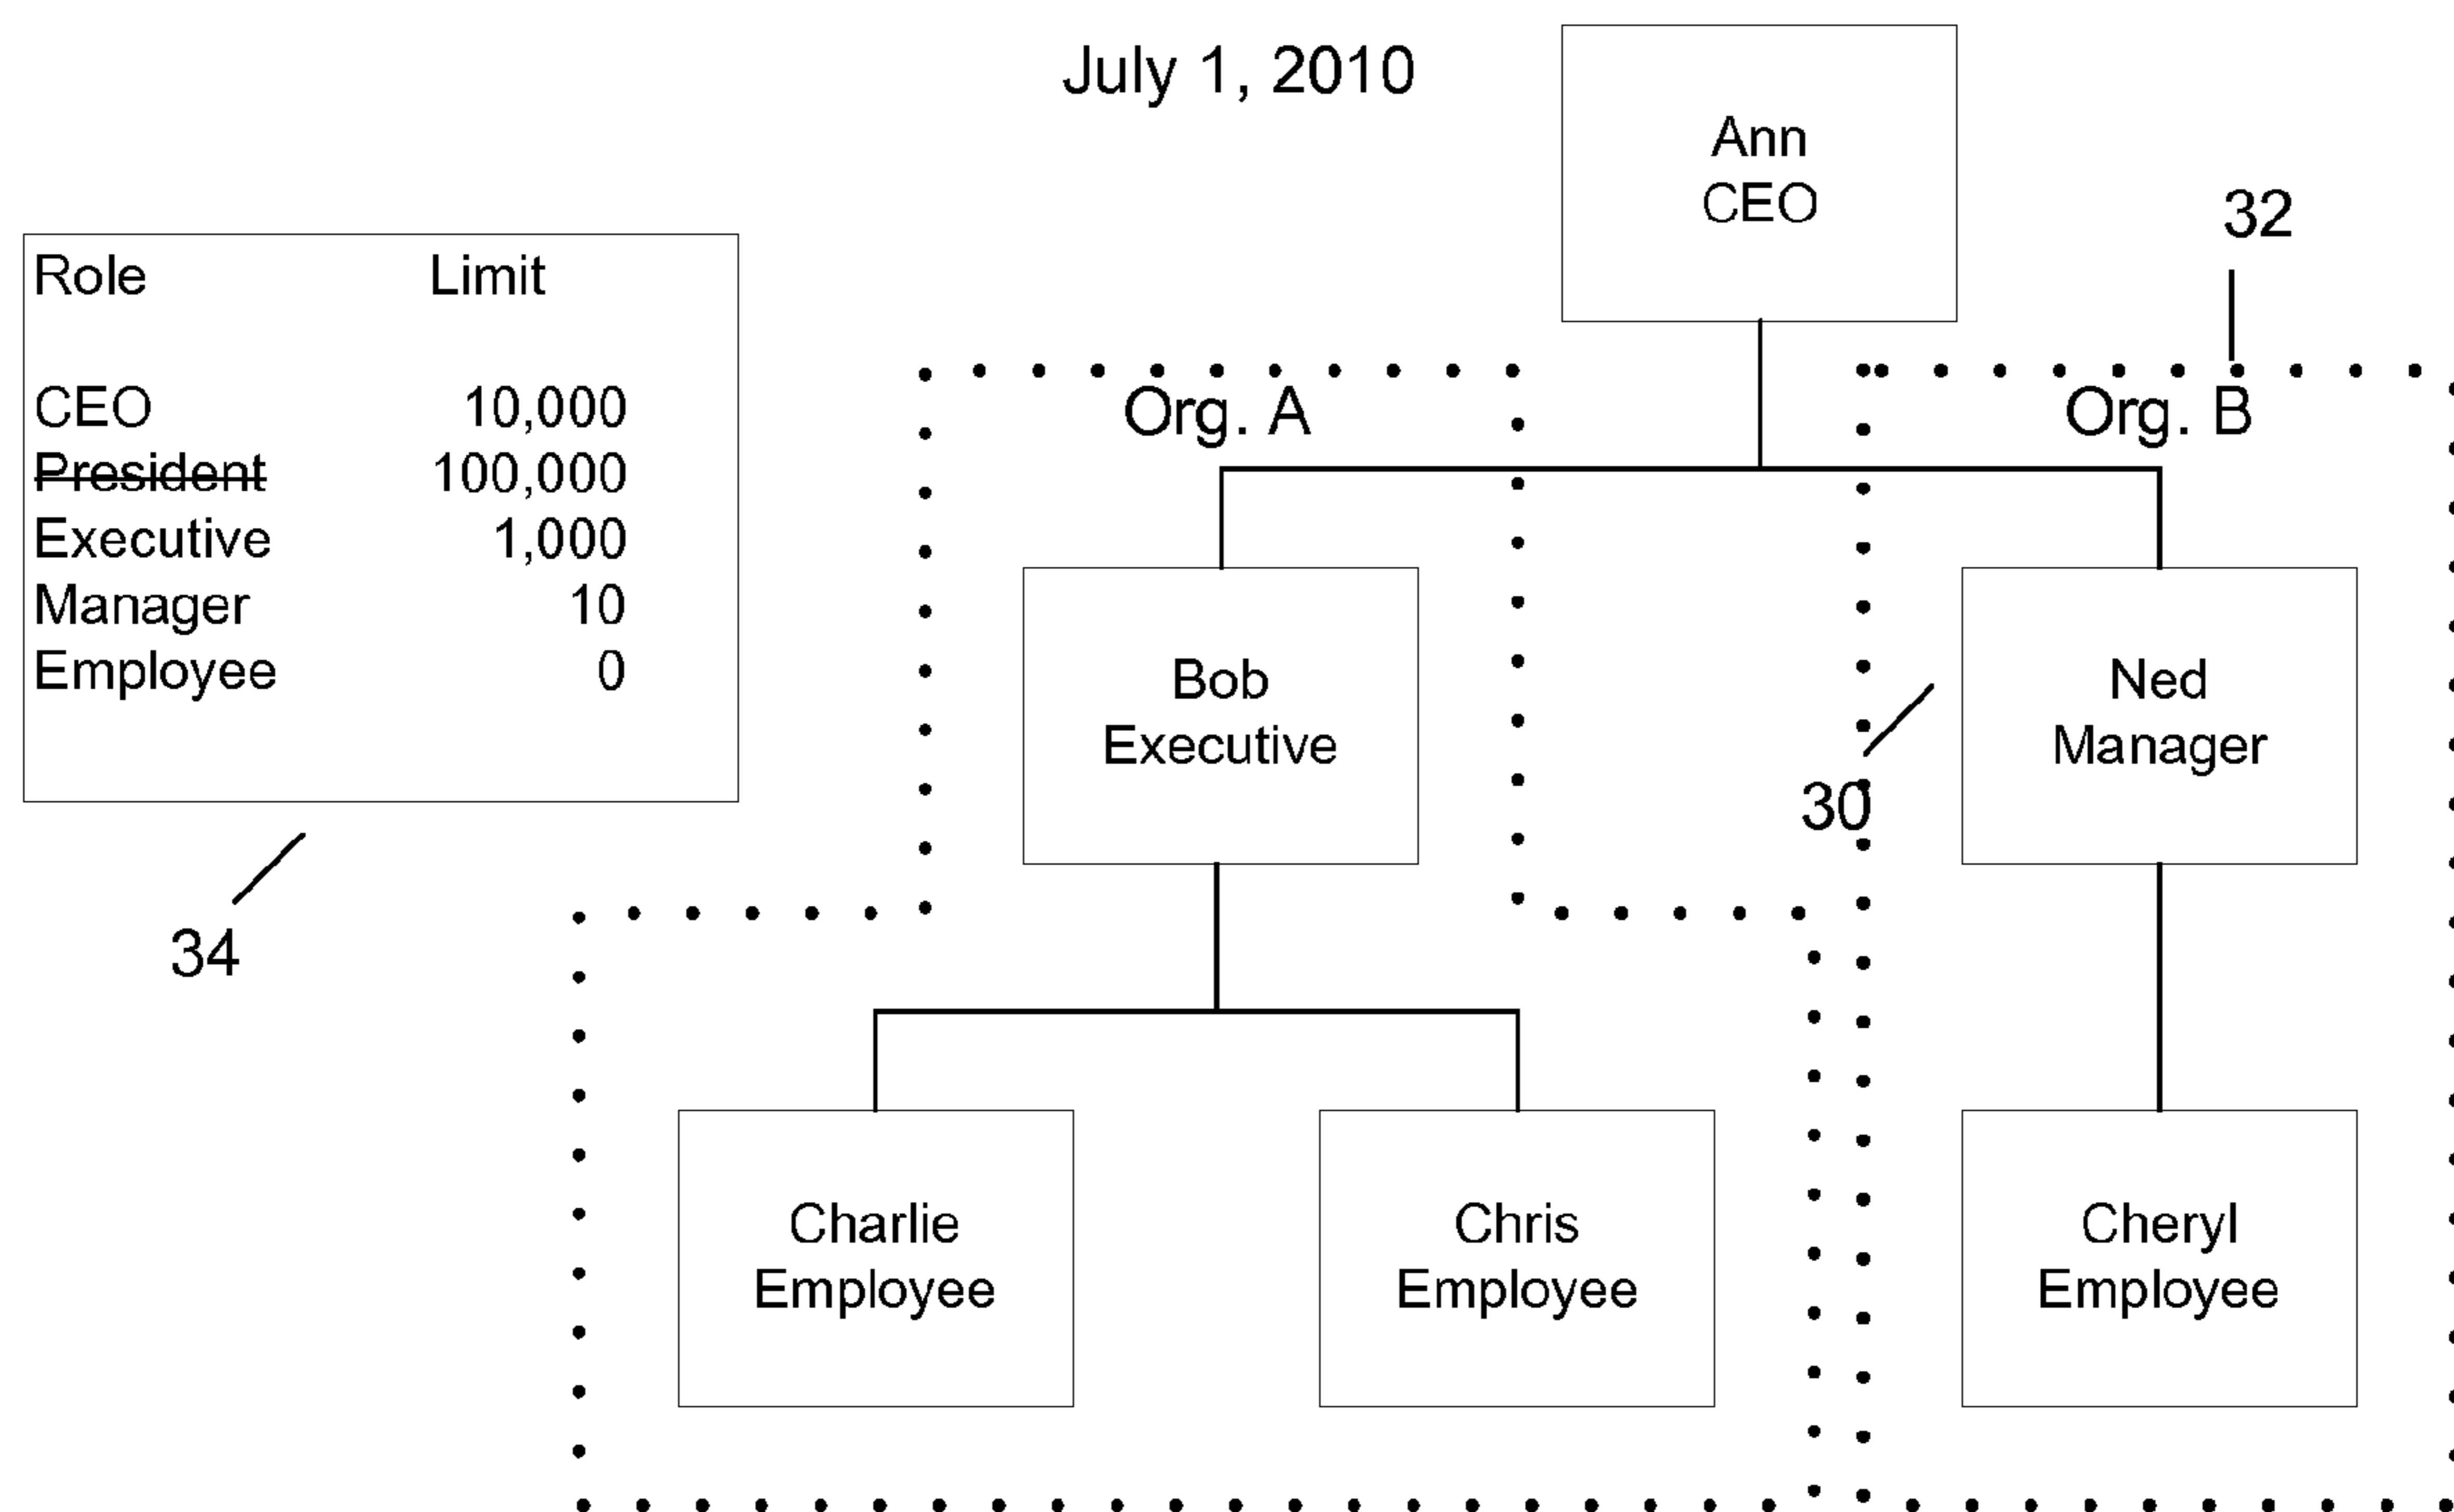 July 1, 2010
Ann
CEO
32
Role Limit
CEO 10,000
President 100,000
Executive 1,000
Manager 10
Employee 0
34
Org. A
Org. B
Bob
Executive
30
Ned
Manager
Charlie
Employee
Chris
Employee
Cheryl
Employee